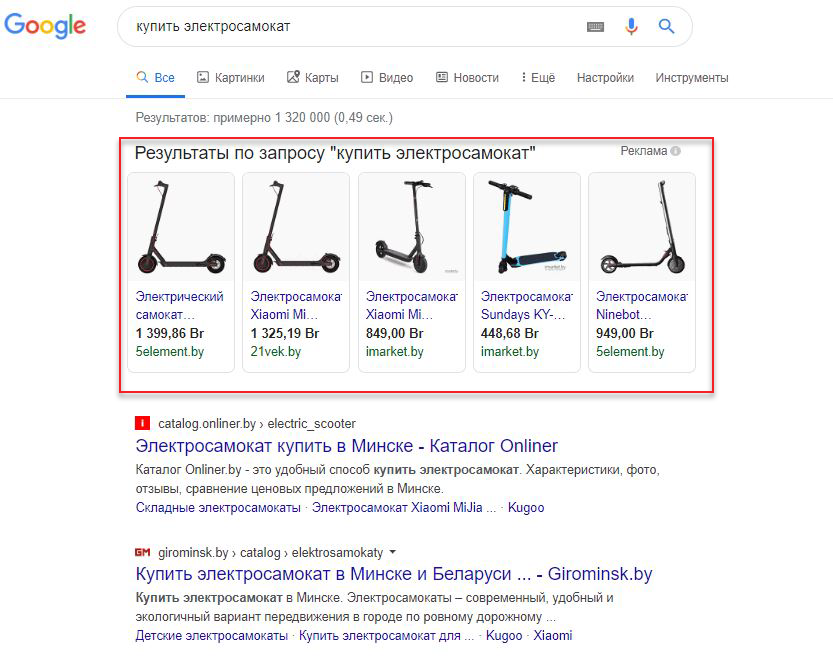 Google
купить электросамокат
Все Картинки Карты Видео Новости Ещё Настройки Инструменты
Результатов: примерно 1 320 000 (0,49 сек.)
Результаты по запросу "купить электросамокат" Реклама
Электрический
самокат...
1 399,86 Br
5element.by
Электросамокат
Xiaomi Mi...
1 325,19 Br
21vek.by
imarket.by
Электросамокат
Xiaomi Mi...
849,00 Br
imarket.by
imarket.by
Электросамокат
Sundays KY-...
448,68 Br
imarket.by
Электросамокат
Ninebot...
949,00 Br
5element.by
catalog.onliner.by › electric_scooter
Электросамокат купить в Минске - Каталог Onliner
Каталог Onliner.by - это удобный способ купить электросамокат. Характеристики, фото,
отзывы, сравнение ценовых предложений в Минске.
Складные электросамокаты · Электросамокат Xiaomi MiJia ... · Kugoo
GM girominsk.by › catalog › elektrosamokaty
Купить электросамокат в Минске и Беларуси ... - Girominsk.by
Купить электросамокат в Минске. Электросамокаты – современный, удобный и
экологичный вариант передвижения в городе по ровному дорожному ...
Детские электросамокаты · Купить электросамокат для ... · Kugoo · Xiaomi